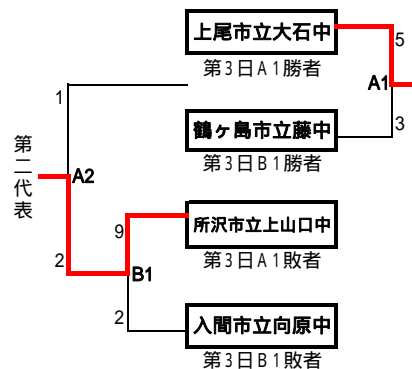 上尾市立大石中
5
第3日A1勝者
A1
1
鶴ヶ島市立藤中
3
第3日B1勝者
第二代表
A2
所沢市立上山口中
9
第3日A1敗者
2
B1
2
入間市立向原中
第3日B1敗者